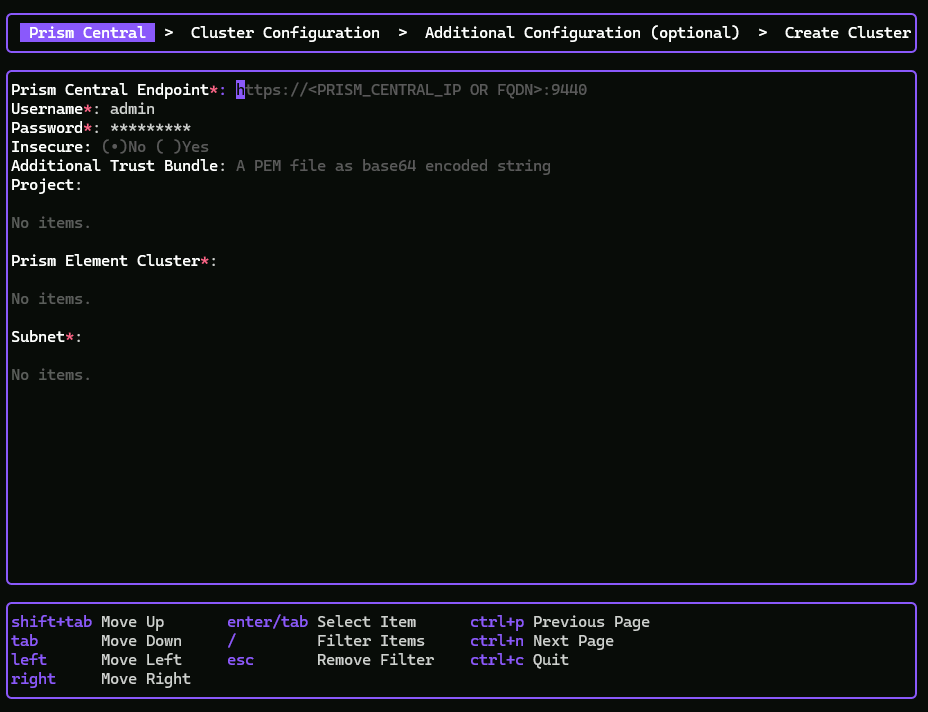 Prism Central > Cluster Configuration > Additional Configuration (optional) > Create Cluster
Prism Central Endpoint*: https://<PRISM_CENTRAL_IP OR FQDN>:9440
Username*: admin
Password*: *********
Insecure: (•)No ( )Yes
Additional Trust Bundle: A PEM file as base64 encoded string
Project:
No items.
Prism Element Cluster*:
No items.
Subnet*:
No items.
shift+tab Move Up enter/tab Select Item ctrl+p Previous Page
tab Move Down / Filter Items ctrl+n Next Page
left Move Left esc Remove Filter ctrl+c Quit
right Move Right